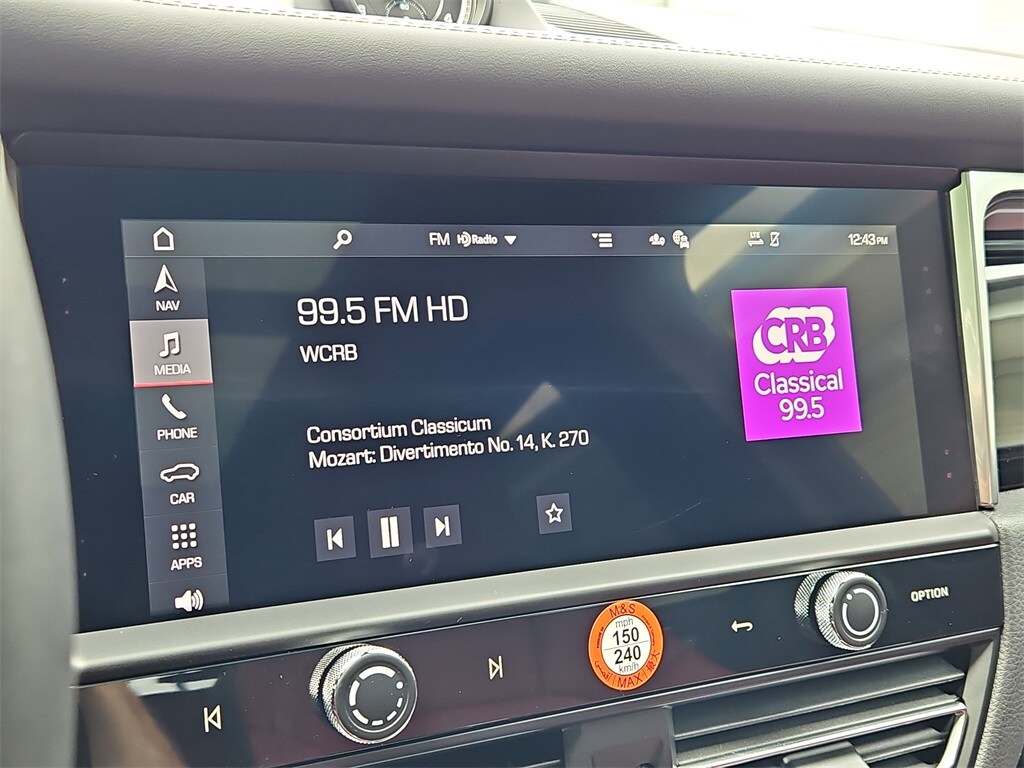 FM HD Radio
LTE
12:43 PM
NAV
MEDIA
PHONE
CAR
APPS
99.5 FM HD
WCRB
Consortium Classicum
Mozart: Divertimento No. 14, K. 270
CRB
Classical
99.5
OPTION
M&S
mph
150
240
km/h
MAX